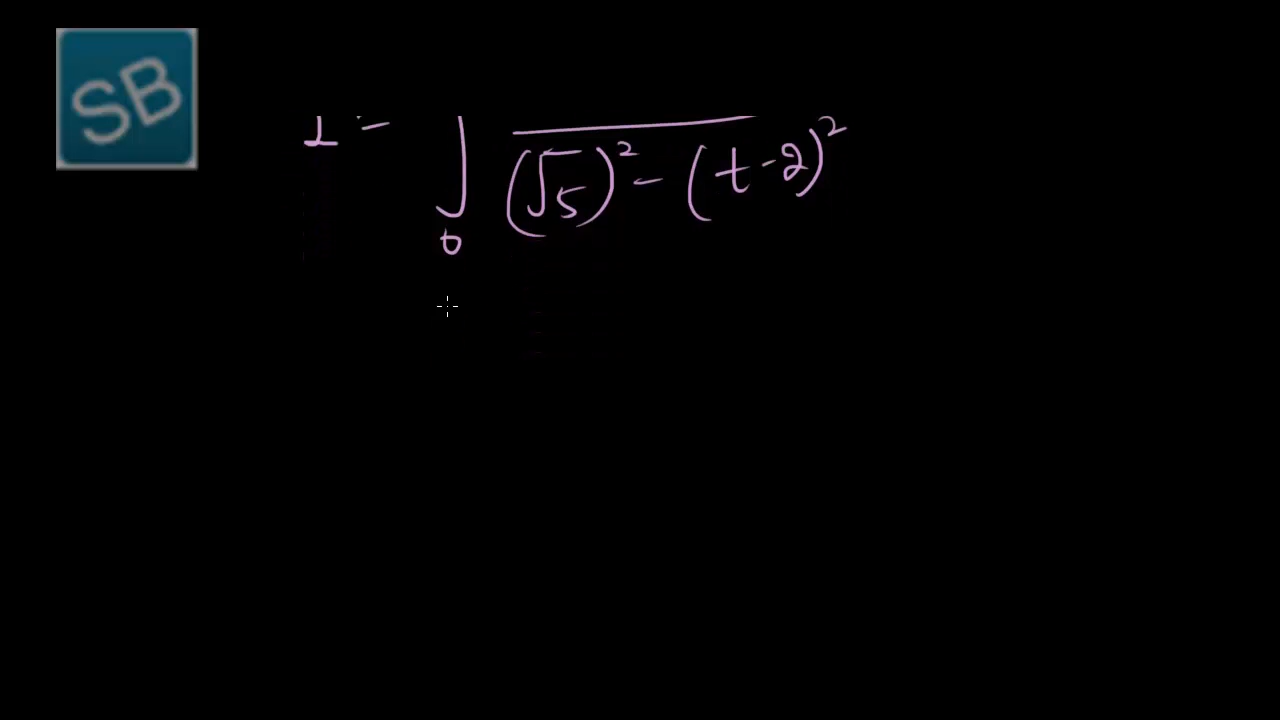 SB
I = ∫₀ (√5)² - (t-2)²